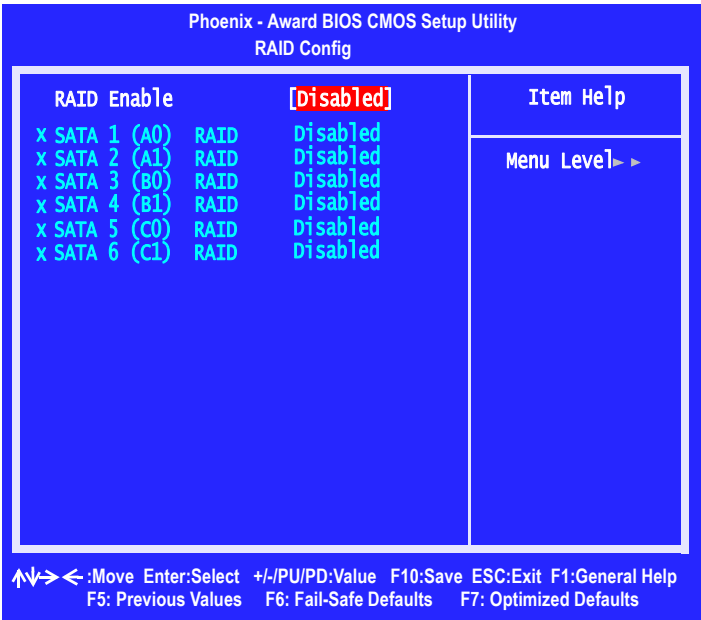 Phoenix - Award BIOS CMOS Setup Utility
RAID Config
RAID Enable [Disabled]
x SATA 1 (A0) RAID Disabled
x SATA 2 (A1) RAID Disabled
x SATA 3 (B0) RAID Disabled
x SATA 4 (B1) RAID Disabled
x SATA 5 (C0) RAID Disabled
x SATA 6 (C1) RAID Disabled
Item Help
Menu Level► ►
↑↓→←:Move Enter:Select +/-/PU/PD:Value F10:Save ESC:Exit F1:General Help
F5: Previous Values F6: Fail-Safe Defaults F7: Optimized Defaults